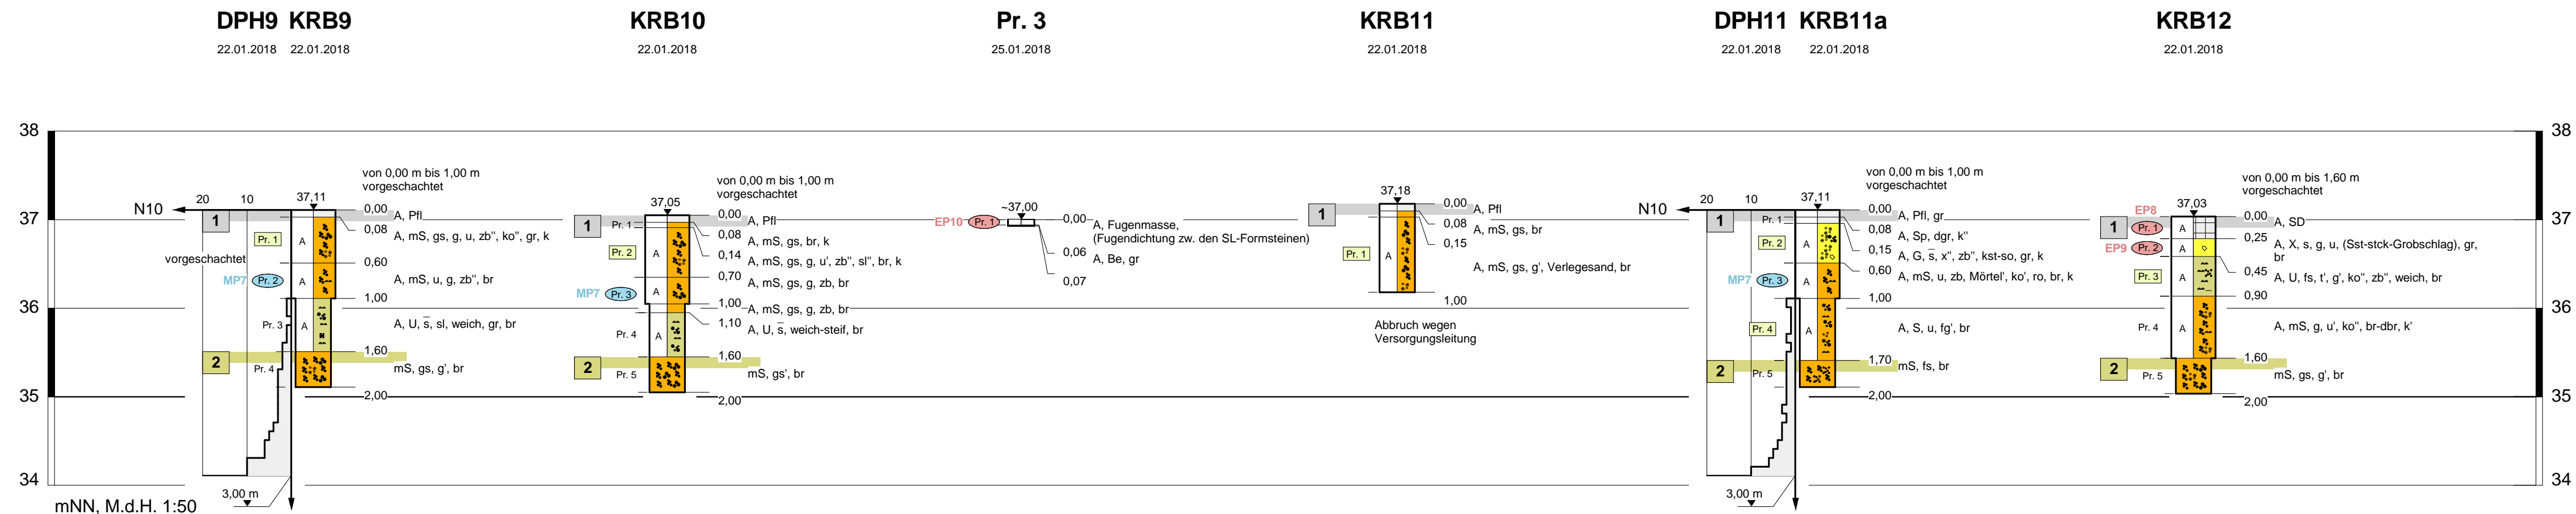 DPH9 KRB9
22.01.2018 22.01.2018
KRB10
22.01.2018
Pr. 3
25.01.2018
KRB11
22.01.2018
DPH11 KRB11a
22.01.2018 22.01.2018
KRB12
22.01.2018
38
37
36
35
34
mNN, M.d.H. 1:50
N10
20 10
37,11
von 0,00 m bis 1,00 m
vorgeschachtet
1
Pr. 1
vorgeschachtet
MP7 Pr. 2
Pr. 3
2
Pr. 4
A
A
A
0,00 A, Pfl
0,08 A, mS, gs, g, u, zb'', ko'', gr, k
0,60
A, mS, u, g, zb'', br
1,00
A, U, s̅, sl, weich, gr, br
1,60
mS, gs, g', br
2,00
3,00 m
37,05
von 0,00 m bis 1,00 m
vorgeschachtet
1
Pr. 1
Pr. 2
MP7 Pr. 3
Pr. 4
2
Pr. 5
A
A
A
0,00 A, Pfl
0,08 A, mS, gs, br, k
0,14 A, mS, gs, g, u', zb'', sl'', br, k
0,70 A, mS, gs, g, zb, br
1,00 A, mS, gs, g, zb, br
1,10 A, U, s̅, weich-steif, br
1,60
mS, gs', br
2,00
~37,00
EP10 Pr. 1
0,00 A, Fugenmasse,
(Fugendichtung zw. den SL-Formsteinen)
0,06 A, Be, gr
0,07
37,18
1
Pr. 1
A
0,00 A, Pfl
0,08 A, mS, gs, br
0,15
A, mS, gs, g', Verlegesand, br
1,00
Abbruch wegen
Versorgungsleitung
N10
20 10
37,11
von 0,00 m bis 1,00 m
vorgeschachtet
1
Pr. 1
Pr. 2
MP7 Pr. 3
Pr. 4
2
Pr. 5
A
A
A
0,00 A, Pfl, gr
0,08 A, Sp, dgr, k''
0,15 A, G, s̅, x'', zb'', kst-so, gr, k
0,60 A, mS, u, zb, Mörtel', ko', ro, br, k
1,00
A, S, u, fg', br
1,70 mS, fs, br
2,00
3,00 m
37,03
von 0,00 m bis 1,60 m
vorgeschachtet
EP8
1
Pr. 1
EP9 Pr. 2
Pr. 3
Pr. 4
2
Pr. 5
A
A
A
A
0,00 A, SD
0,25 A, X, s, g, u, (Sst-stck-Grobschlag), gr,
br
0,45 A, U, fs, t', g', ko'', zb'', weich, br
0,90
A, mS, g, u', ko'', br-dbr, k'
1,60
mS, gs, g', br
2,00
38
37
36
35
34